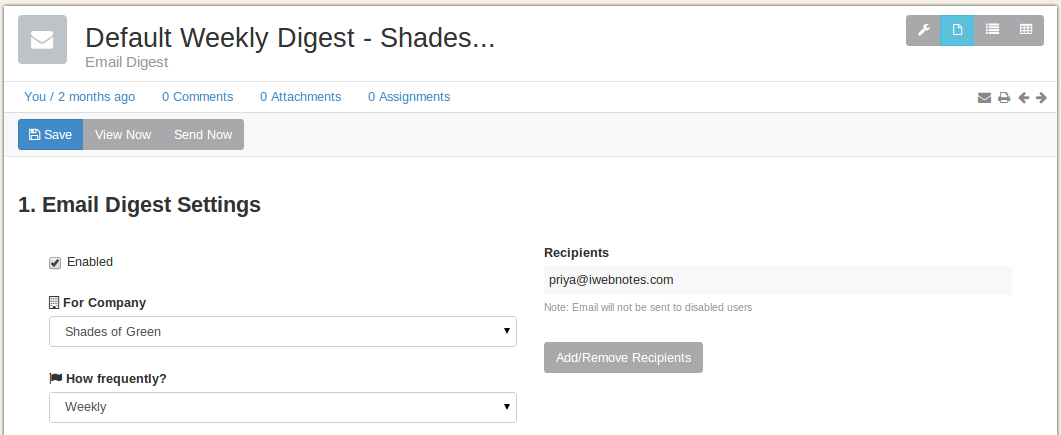 Default Weekly Digest - Shades...
Email Digest
You / 2 months ago 0 Comments 0 Attachments 0 Assignments
Save View Now Send Now
1. Email Digest Settings
Enabled
For Company
Shades of Green
How frequently?
Weekly
Recipients
priya@iwebnotes.com
Note: Email will not be sent to disabled users
Add/Remove Recipients